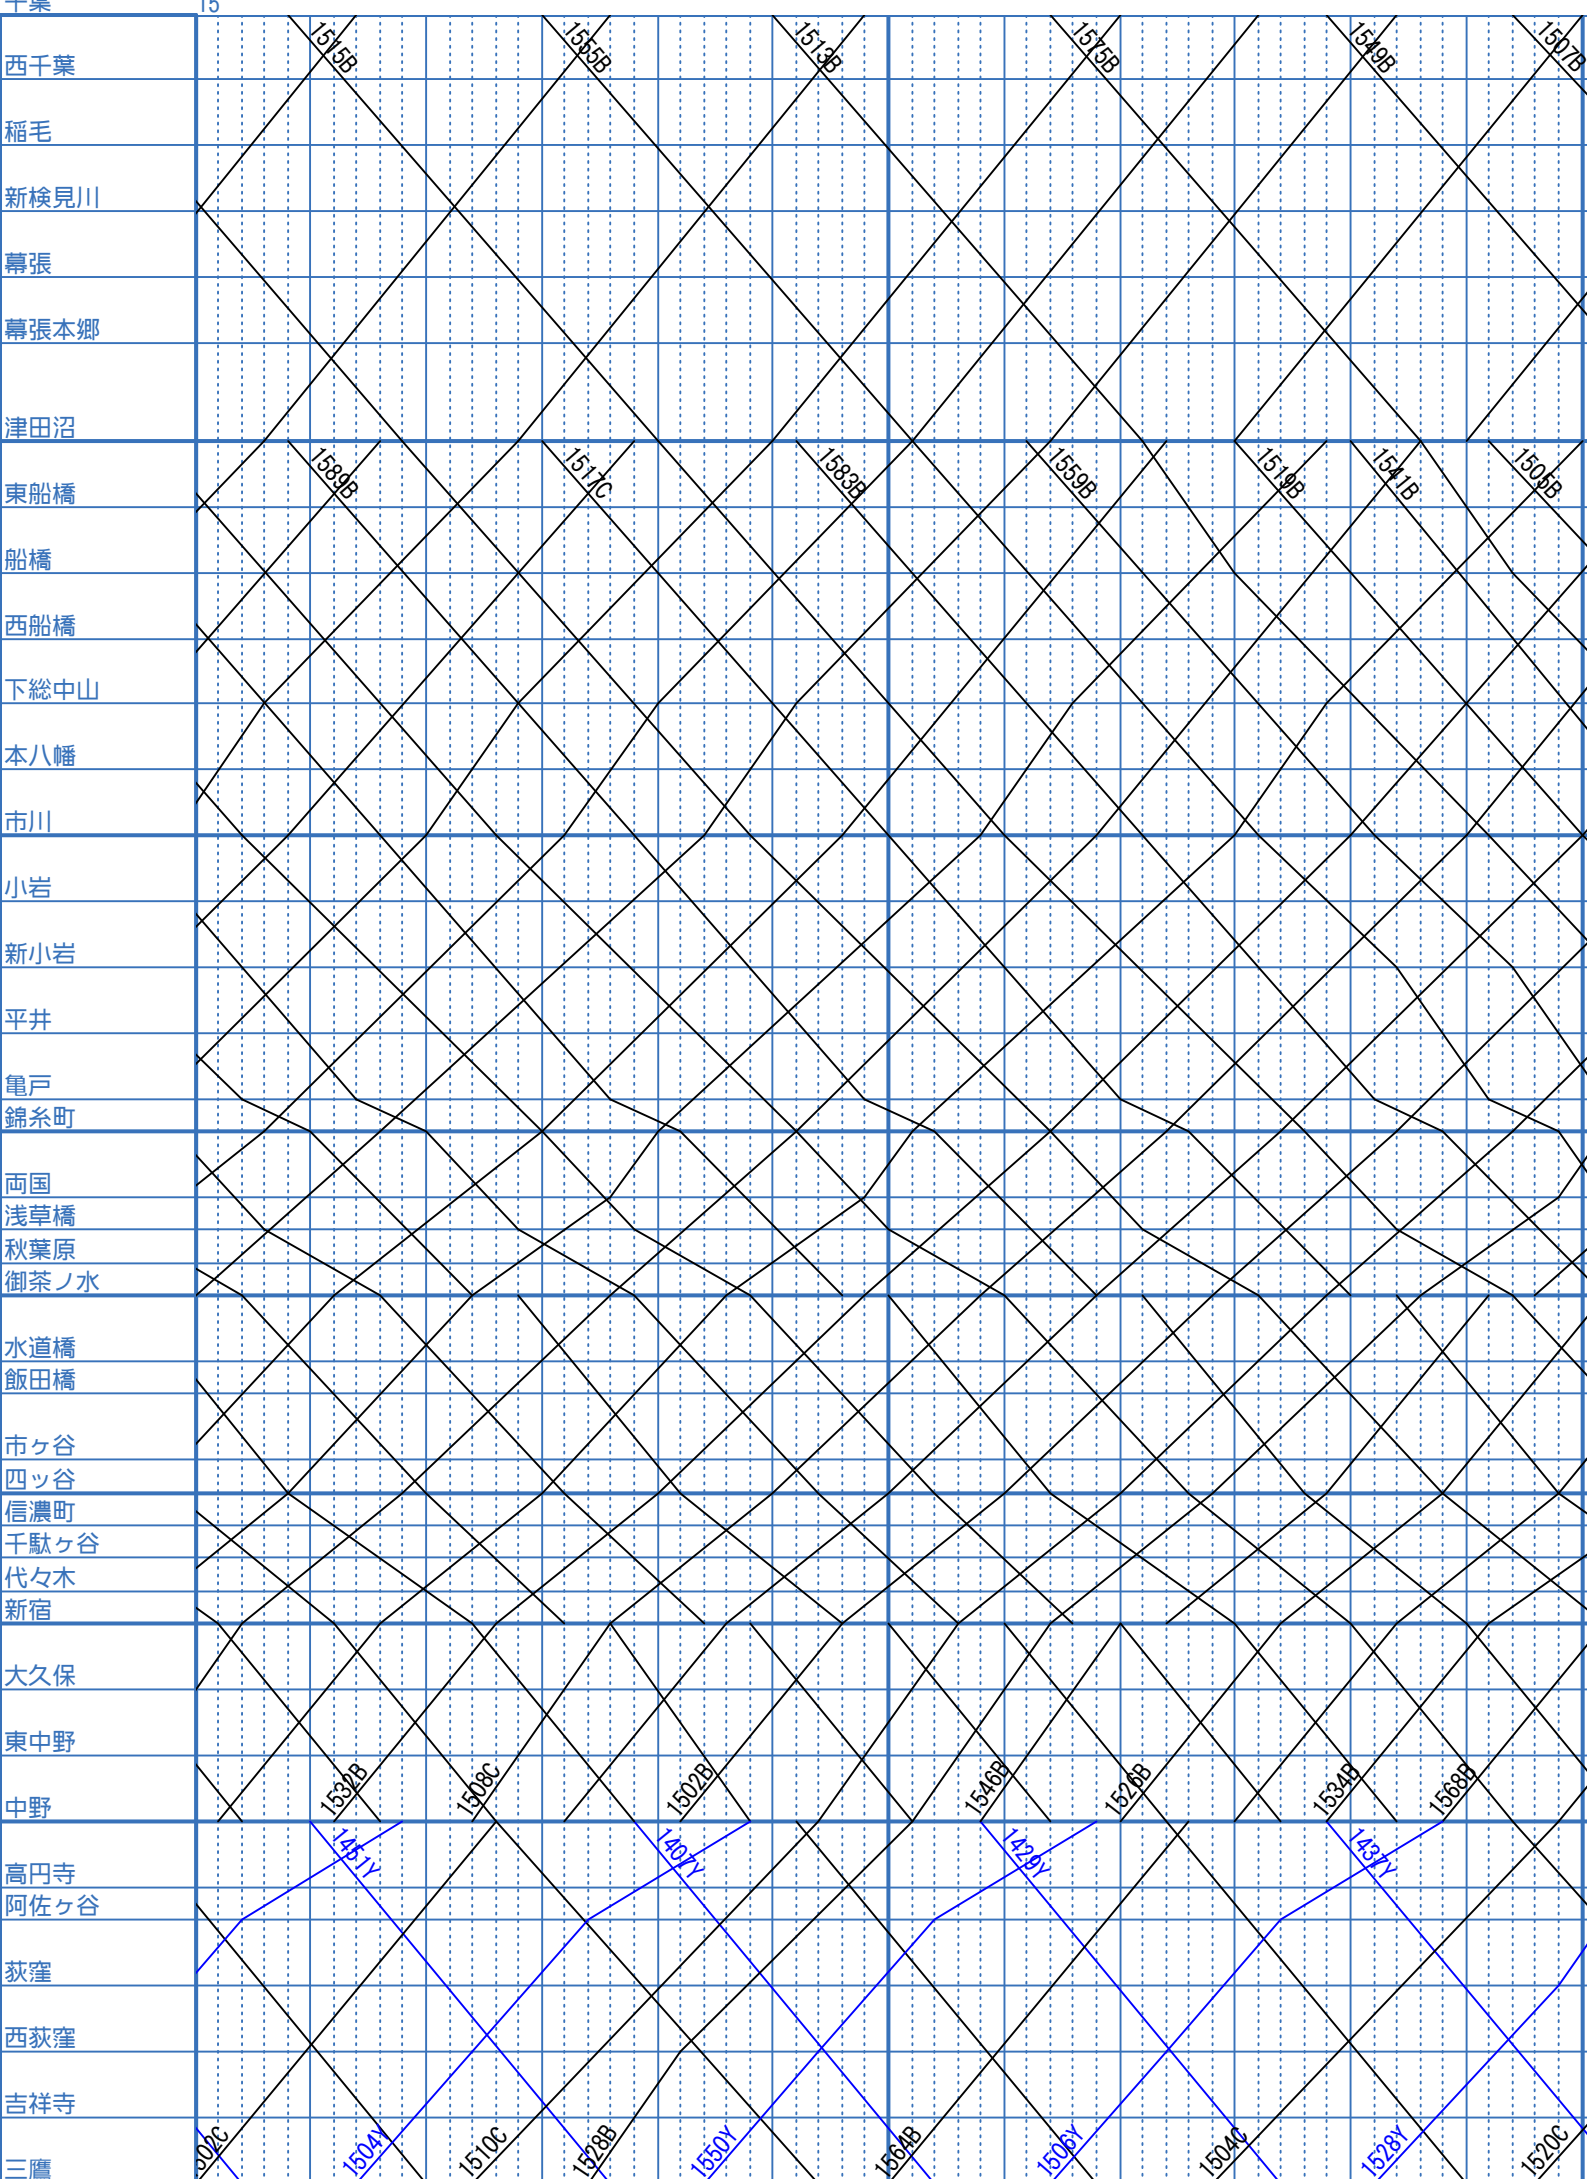 千葉 15
1515B 1555B 1513B 1575B 1549B 1507B
西千葉
稲毛
新検見川
幕張
幕張本郷
津田沼
1589B 1517C 1583B 1559B 1519B 1541B 1505B
東船橋
船橋
西船橋
下総中山
本八幡
市川
小岩
新小岩
平井
亀戸
錦糸町
両国
浅草橋
秋葉原
御茶ノ水
水道橋
飯田橋
市ヶ谷
四ッ谷
信濃町
千駄ヶ谷
代々木
新宿
大久保
東中野
中野
1532B 1508C 1502B 1546B 1526B 1534B 1568B
1451Y 1407Y 1429Y 1437Y
高円寺
阿佐ヶ谷
荻窪
西荻窪
吉祥寺
三鷹
502C 1504Y 1510C 1528B 1550Y 1564B 1506Y 1504C 1528Y 1520C